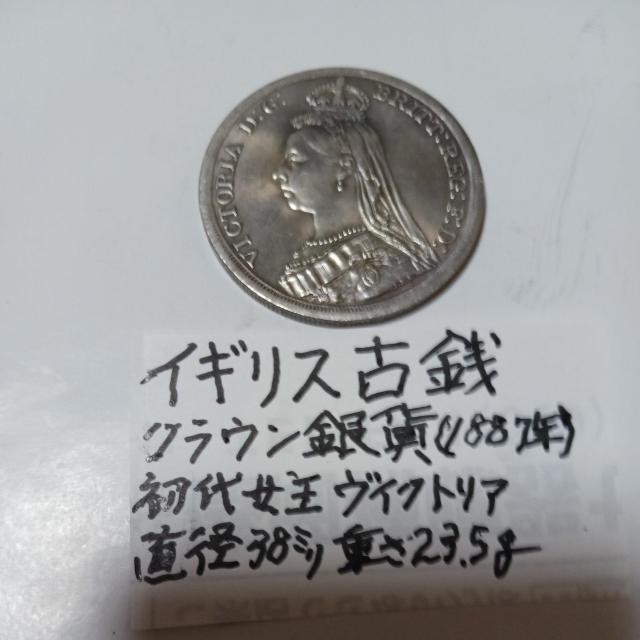 VICTORIA D.G. BRITT:REG:F.D.
イギリス古銭
クラウン銀貨(1887年)
初代女王 ヴィクトリア
直径38ミリ 重さ23.5g